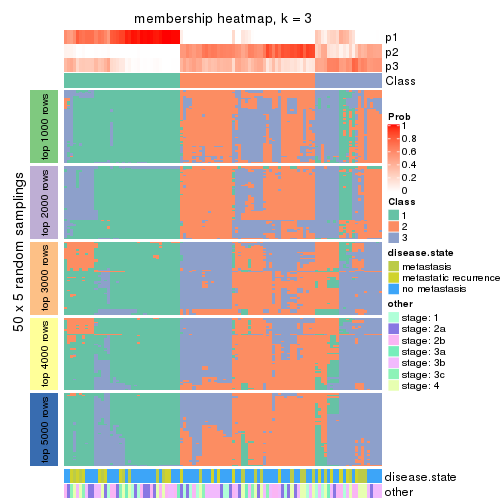 membership heatmap, k = 3
p1
p2
p3
Class
50 x 5 random samplings
top 1000 rows
top 2000 rows
top 3000 rows
top 4000 rows
top 5000 rows
disease.state
other
Prob
1
0.8
0.6
0.4
0.2
0
Class
1
2
3
disease.state
metastasis
metastatic recurrence
no metastasis
other
stage: 1
stage: 2a
stage: 2b
stage: 3a
stage: 3b
stage: 3c
stage: 4